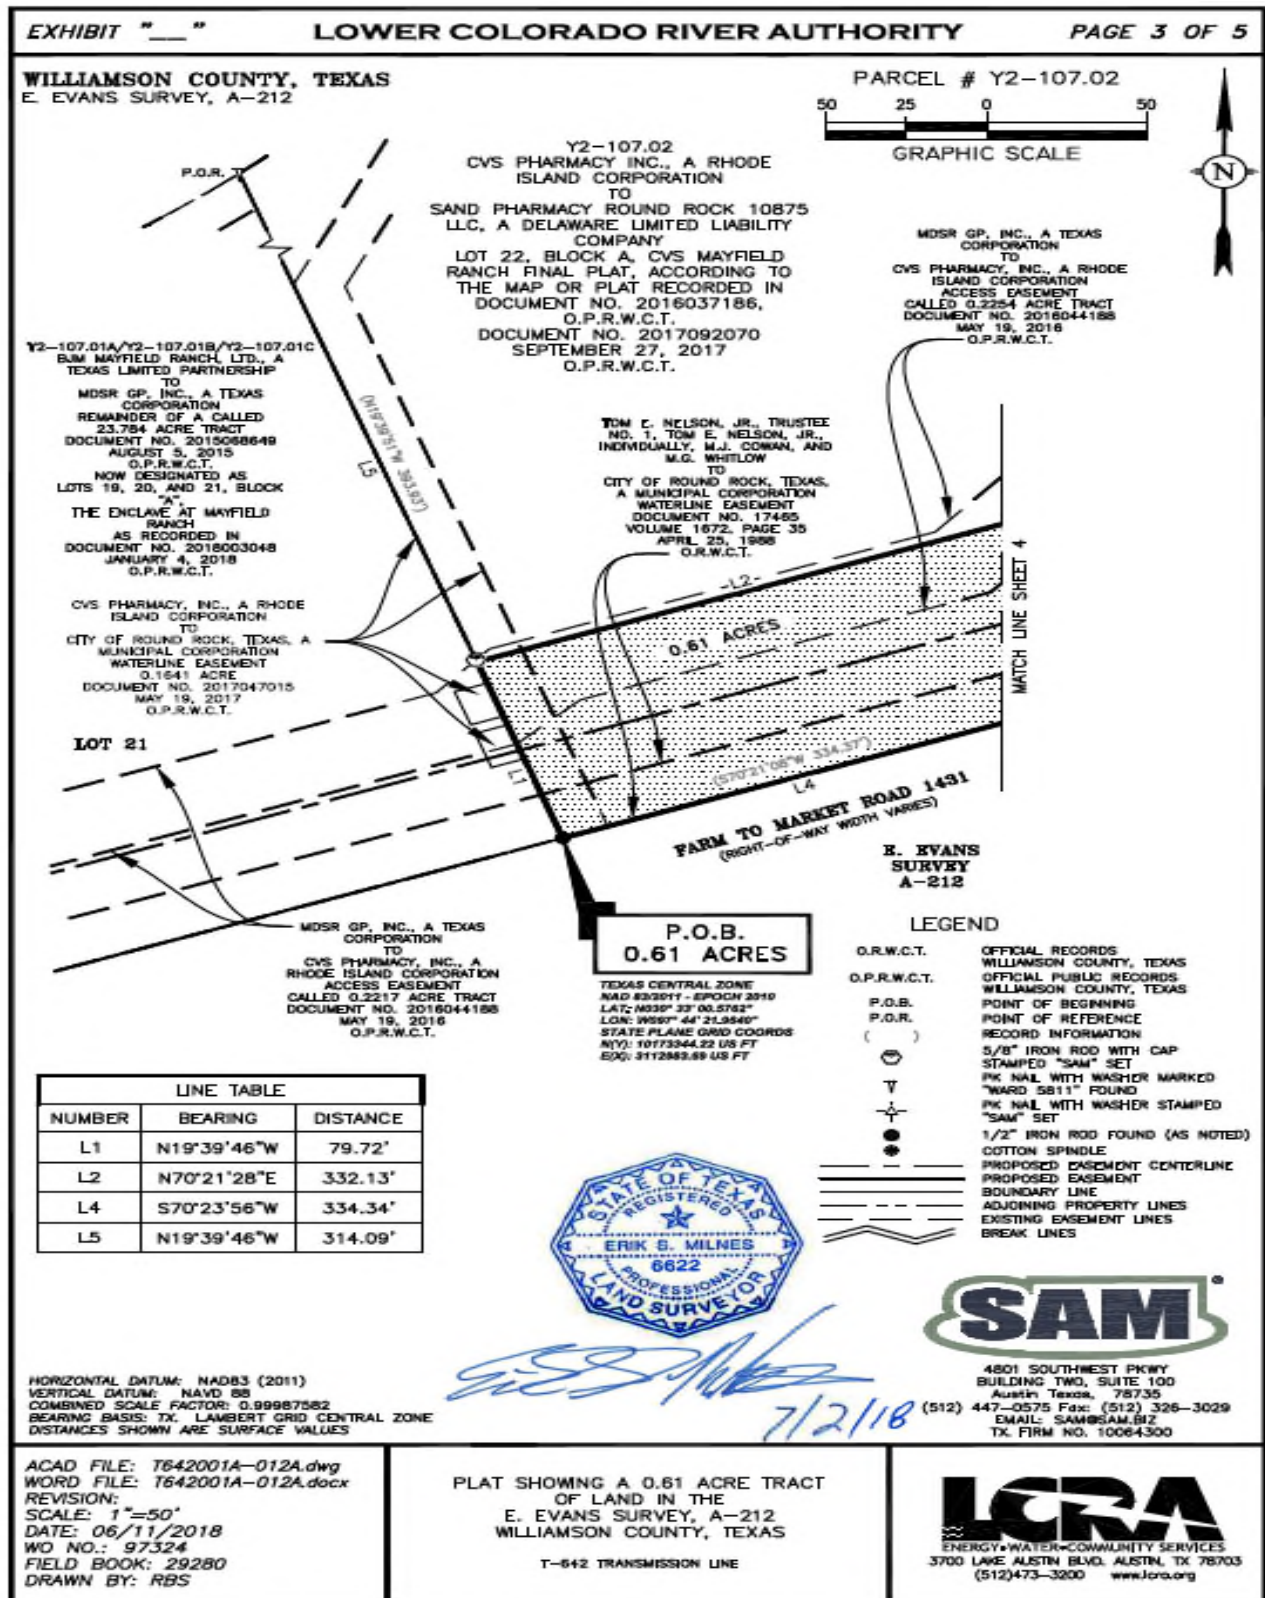 EXHIBIT "__"
LOWER COLORADO RIVER AUTHORITY
PAGE 3 OF 5
WILLIAMSON COUNTY, TEXAS
E. EVANS SURVEY, A-212
PARCEL # Y2-107.02
50 25 0 50
GRAPHIC SCALE
N
P.O.R.
Y2-107.02
CVS PHARMACY INC., A RHODE
ISLAND CORPORATION
TO
SAND PHARMACY ROUND ROCK 10875
LLC, A DELAWARE LIMITED LIABILITY
COMPANY
LOT 22, BLOCK A, CVS MAYFIELD
RANCH FINAL PLAT, ACCORDING TO
THE MAP OR PLAT RECORDED IN
DOCUMENT NO. 2016037186,
O.P.R.W.C.T.
DOCUMENT NO. 2017092070
SEPTEMBER 27, 2017
O.P.R.W.C.T.
MDSR GP, INC., A TEXAS
CORPORATION
TO
CVS PHARMACY, INC., A RHODE
ISLAND CORPORATION
ACCESS EASEMENT
CALLED 0.2254 ACRE TRACT
DOCUMENT NO. 2016044188
MAY 19, 2016
O.P.R.W.C.T.
Y2-107.01A/Y2-107.01B/Y2-107.01C
BJM MAYFIELD RANCH, LTD., A
TEXAS LIMITED PARTNERSHIP
TO
MDSR GP, INC., A TEXAS
CORPORATION
REMAINDER OF A CALLED
23.784 ACRE TRACT
DOCUMENT NO. 2015068649
AUGUST 5, 2015
O.P.R.W.C.T.
NOW DESIGNATED AS
LOTS 19, 20, AND 21, BLOCK
"A",
THE ENCLAVE AT MAYFIELD
RANCH
AS RECORDED IN
DOCUMENT NO. 2018003048
JANUARY 4, 2018
O.P.R.W.C.T.
(N19°39'51"W 393.93')
L5
TOM E. NELSON, JR., TRUSTEE
NO. 1, TOM E. NELSON, JR.,
INDIVIDUALLY, M.J. COWAN, AND
M.G. WHITLOW
TO
CITY OF ROUND ROCK, TEXAS,
A MUNICIPAL CORPORATION
WATERLINE EASEMENT
DOCUMENT NO. 17465
VOLUME 1672, PAGE 35
APRIL 25, 1988
O.R.W.C.T.
L2
0.61 ACRES
MATCH LINE SHEET 4
CVS PHARMACY, INC., A RHODE
ISLAND CORPORATION
TO
CITY OF ROUND ROCK, TEXAS, A
MUNICIPAL CORPORATION
WATERLINE EASEMENT
0.1641 ACRE
DOCUMENT NO. 2017047015
MAY 19, 2017
O.P.R.W.C.T.
LOT 21
L1
(S70°21'08"W 334.37')
L4
FARM TO MARKET ROAD 1431
(RIGHT-OF-WAY WIDTH VARIES)
E. EVANS
SURVEY
A-212
MDSR GP, INC., A TEXAS
CORPORATION
TO
CVS PHARMACY, INC., A
RHODE ISLAND CORPORATION
ACCESS EASEMENT
CALLED 0.2217 ACRE TRACT
DOCUMENT NO. 2016044188
MAY 19, 2016
O.P.R.W.C.T.
P.O.B.
0.61 ACRES
TEXAS CENTRAL ZONE
NAD 83/2011 - EPOCH 2010
STATE PLANE GRID COORDS
LEGEND
O.R.W.C.T. OFFICIAL RECORDS
WILLIAMSON COUNTY, TEXAS
O.P.R.W.C.T. OFFICIAL PUBLIC RECORDS
WILLIAMSON COUNTY, TEXAS
P.O.B. POINT OF BEGINNING
P.O.R. POINT OF REFERENCE
( ) RECORD INFORMATION
5/8" IRON ROD WITH CAP
STAMPED "SAM" SET
PK NAIL WITH WASHER MARKED
"WARD 5811" FOUND
PK NAIL WITH WASHER STAMPED
"SAM" SET
1/2" IRON ROD FOUND (AS NOTED)
COTTON SPINDLE
PROPOSED EASEMENT CENTERLINE
PROPOSED EASEMENT
BOUNDARY LINE
ADJOINING PROPERTY LINES
EXISTING EASEMENT LINES
BREAK LINES
LINE TABLE
NUMBER BEARING DISTANCE
L1 N19°39'46"W 79.72'
L2 N70°21'28"E 332.13'
L4 S70°23'56"W 334.34'
L5 N19°39'46"W 314.09'
STATE OF TEXAS
REGISTERED
ERIK S. MILNES
6622
PROFESSIONAL
LAND SURVEYOR
7/2/18
SAM
4801 SOUTHWEST PKWY
BUILDING TWO, SUITE 100
Austin Texas, 78735
(512) 447-0575 Fax: (512) 326-3029
EMAIL: SAM@SAM.BIZ
TX. FIRM NO. 10064300
HORIZONTAL DATUM: NAD83 (2011)
VERTICAL DATUM: NAVD 88
COMBINED SCALE FACTOR: 0.99987582
BEARING BASIS: TX. LAMBERT GRID CENTRAL ZONE
DISTANCES SHOWN ARE SURFACE VALUES
ACAD FILE: T642001A-012A.dwg
WORD FILE: T642001A-012A.docx
REVISION:
SCALE: 1"=50'
DATE: 06/11/2018
WO NO.: 97324
FIELD BOOK: 29280
DRAWN BY: RBS
PLAT SHOWING A 0.61 ACRE TRACT
OF LAND IN THE
E. EVANS SURVEY, A-212
WILLIAMSON COUNTY, TEXAS
T-642 TRANSMISSION LINE
LCRA
ENERGY•WATER•COMMUNITY SERVICES
3700 LAKE AUSTIN BLVD. AUSTIN, TX 78703
(512)473-3200 www.lcra.org